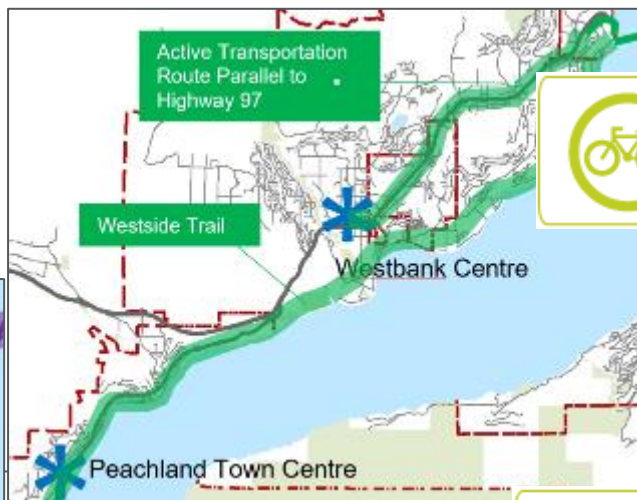 Active Transportation
Route Parallel to
Highway 97
Westside Trail
Westbank Centre
Peachland Town Centre